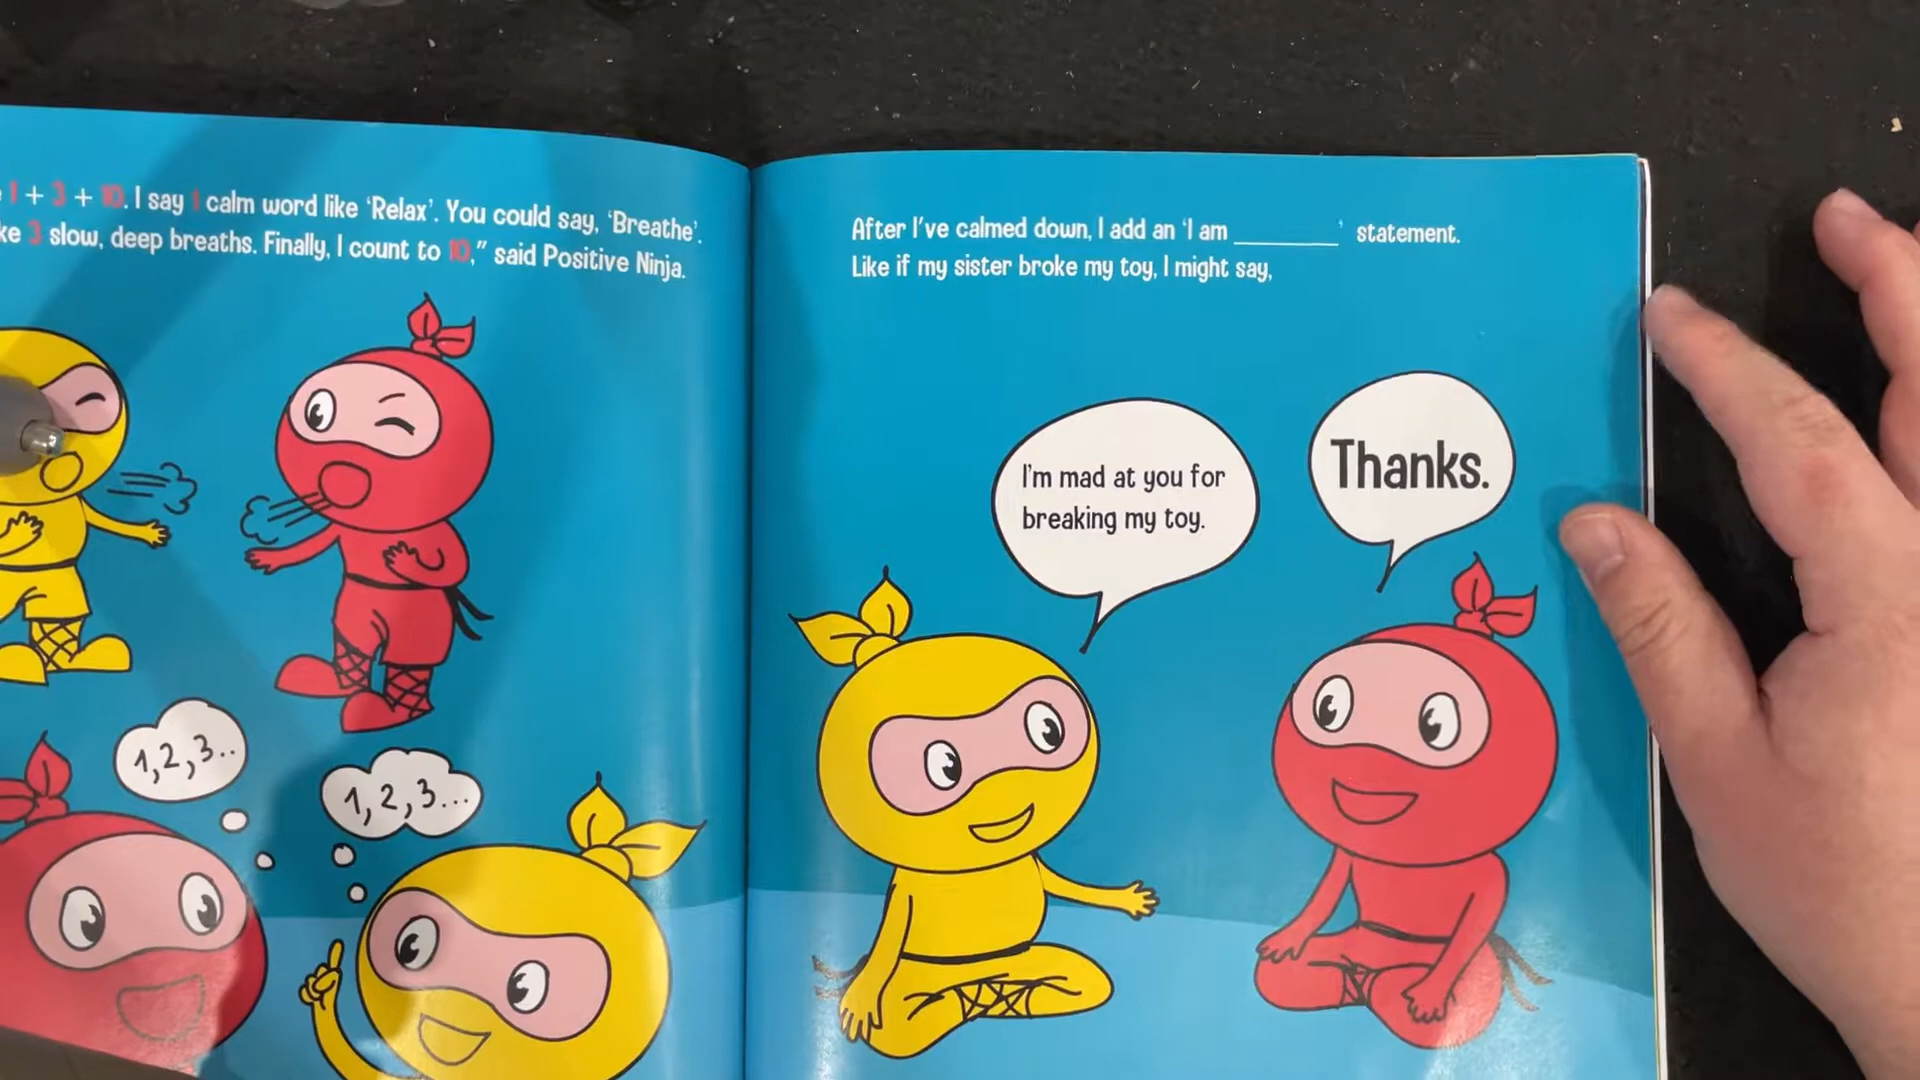 1 + 3 + 10. I say 1 calm word like ‘Relax’. You could say, ‘Breathe’.
3 slow, deep breaths. Finally, I count to 10,” said Positive Ninja.
1,2,3..
1,2,3...
After I’ve calmed down, I add an ‘I am ________’ statement.
Like if my sister broke my toy, I might say,
I’m mad at you for
breaking my toy.
Thanks.